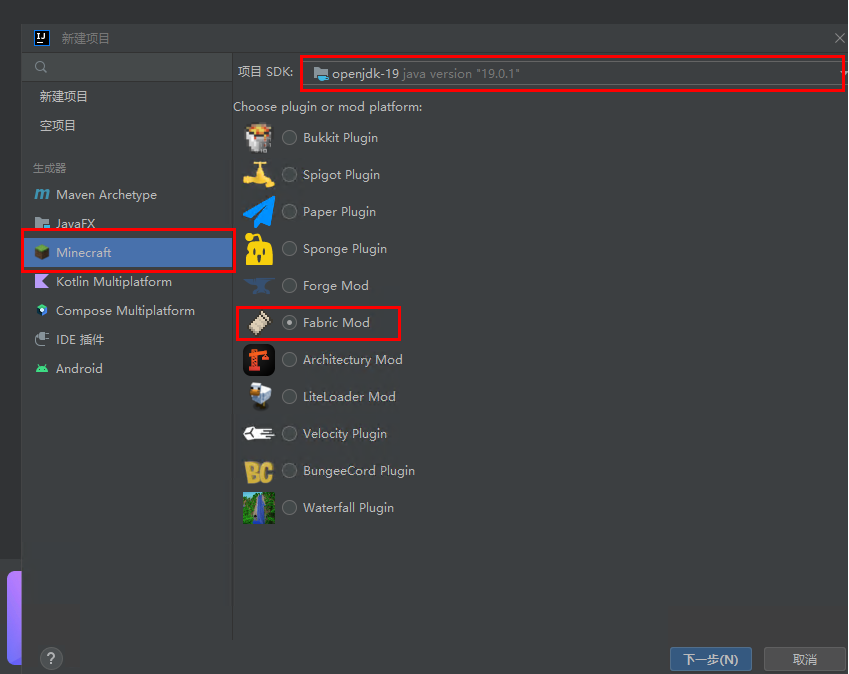 新建项目
项目 SDK: openjdk-19 java version "19.0.1"
新建项目
空项目
生成器
Maven Archetype
JavaFX
Minecraft
Kotlin Multiplatform
Compose Multiplatform
IDE 插件
Android
Choose plugin or mod platform:
Bukkit Plugin
Spigot Plugin
Paper Plugin
Sponge Plugin
Forge Mod
Fabric Mod
Architectury Mod
LiteLoader Mod
Velocity Plugin
BungeeCord Plugin
Waterfall Plugin
? 下一步(N) 取消